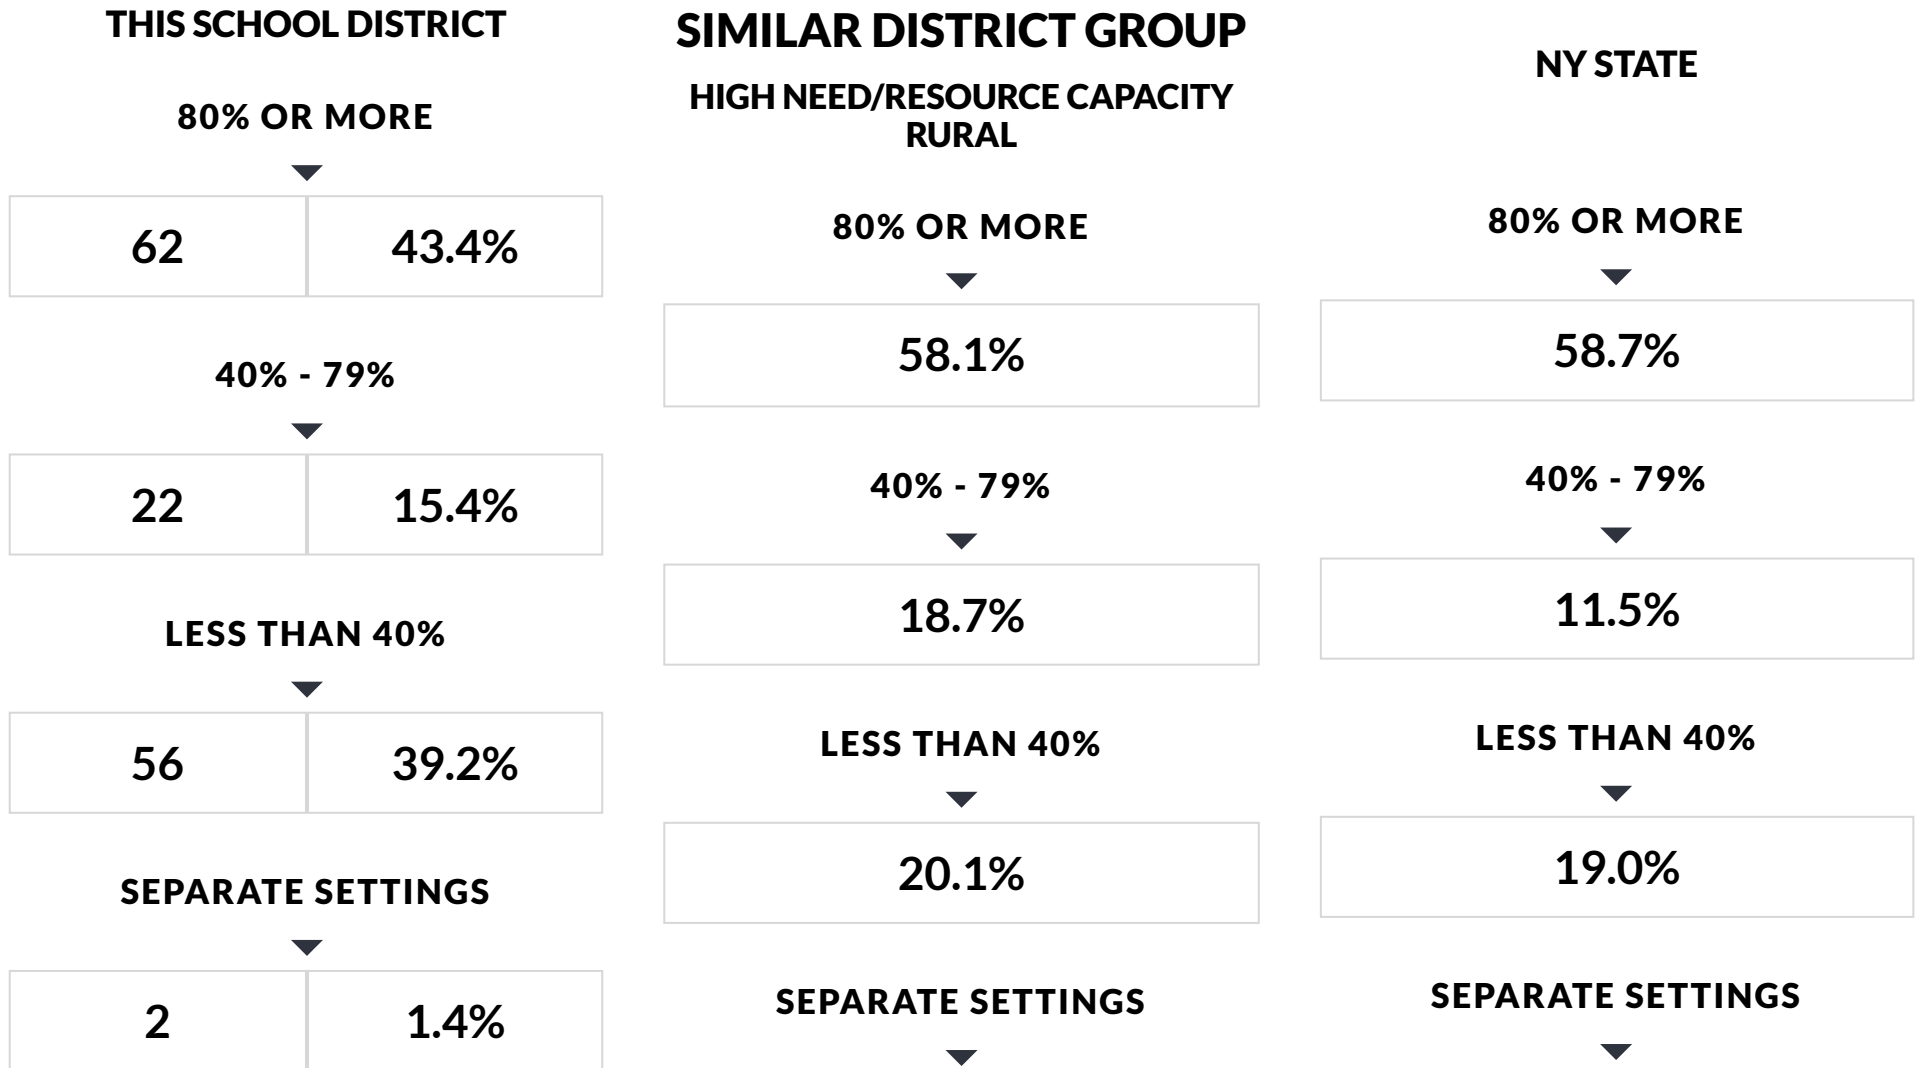 THIS SCHOOL DISTRICT
80% OR MORE
62
43.4%
40% - 79%
22
15.4%
LESS THAN 40%
56
39.2%
SEPARATE SETTINGS
2
1.4%
SIMILAR DISTRICT GROUP
HIGH NEED/RESOURCE CAPACITY
RURAL
80% OR MORE
58.1%
40% - 79%
18.7%
LESS THAN 40%
20.1%
SEPARATE SETTINGS
NY STATE
80% OR MORE
58.7%
40% - 79%
11.5%
LESS THAN 40%
19.0%
SEPARATE SETTINGS